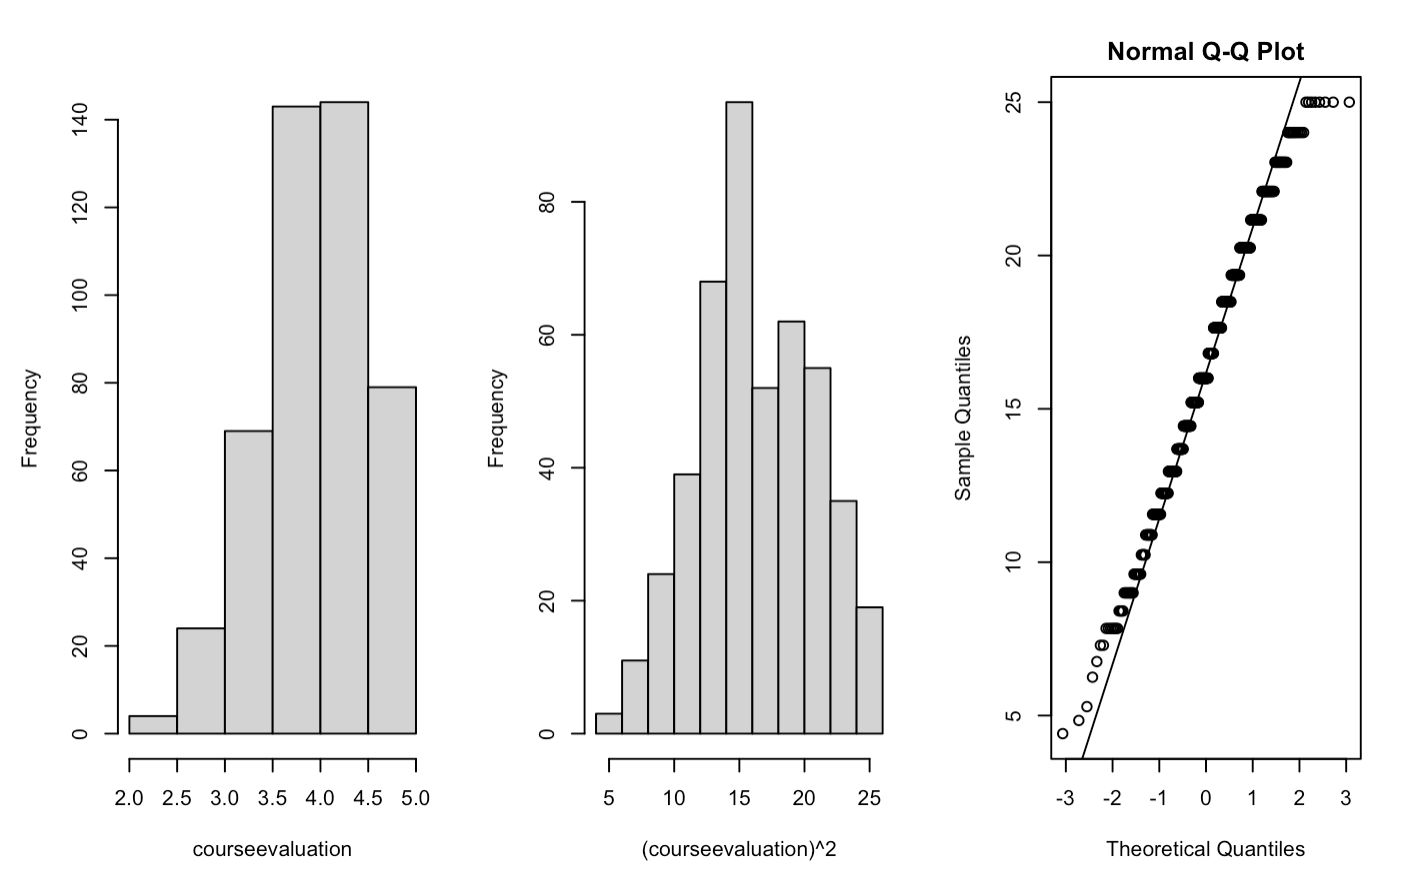 Frequency
0 20 40 60 80 100 120 140
2.0 2.5 3.0 3.5 4.0 4.5 5.0
courseevaluation
Frequency
0 20 40 60 80
5 10 15 20 25
(courseevaluation)^2
Normal Q-Q Plot
Sample Quantiles
5 10 15 20 25
-3 -2 -1 0 1 2 3
Theoretical Quantiles